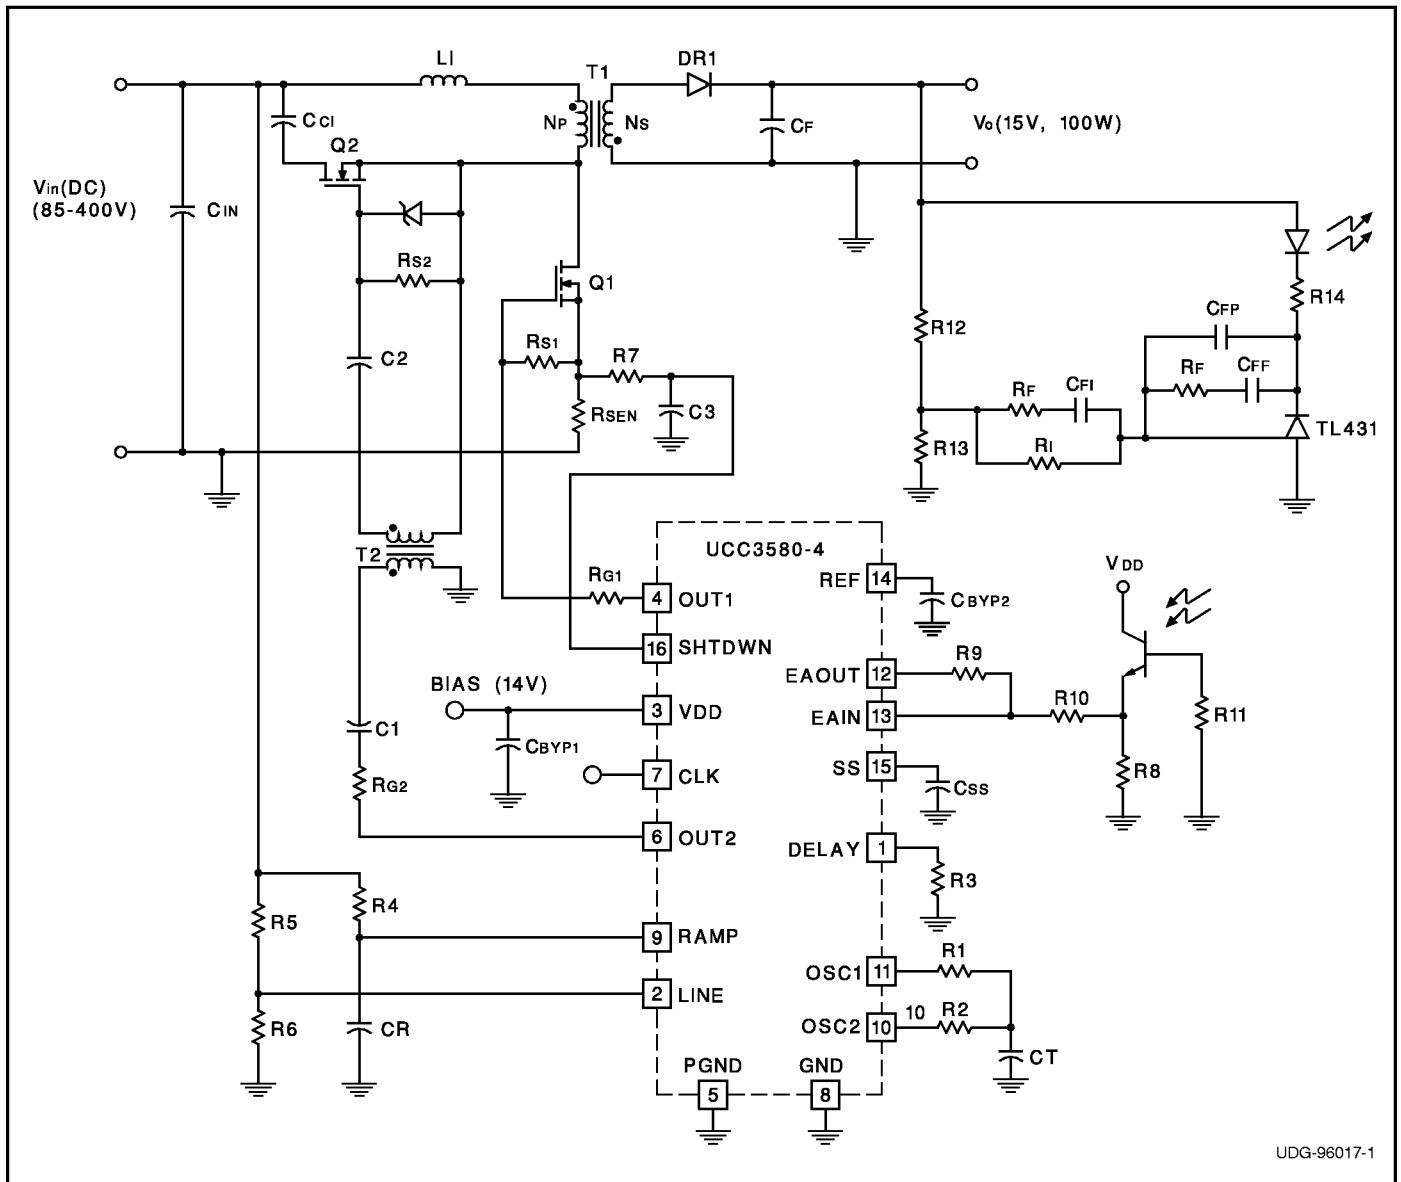 LI
T1
DR1
CCI
NP
NS
CF
Vo(15V, 100W)
Q2
Vin(DC)
(85-400V)
CIN
RS2
Q1
R14
CFP
R12
RS1
R7
C2
RF
CFF
RSEN
C3
RF
CFI
TL431
R13
RI
T2
UCC3580-4
VDD
RG1
REF
14
CBYP2
4
OUT1
16
SHTDWN
R9
EAOUT
12
BIAS (14V)
3
VDD
EAIN
13
R10
R11
C1
CBYP1
SS
15
CSS
R8
7
CLK
RG2
6
OUT2
DELAY
1
R3
R4
R5
9
RAMP
R1
OSC1
11
2
LINE
10
R2
OSC2
10
R6
CR
CT
PGND
GND
5
8
UDG-96017-1